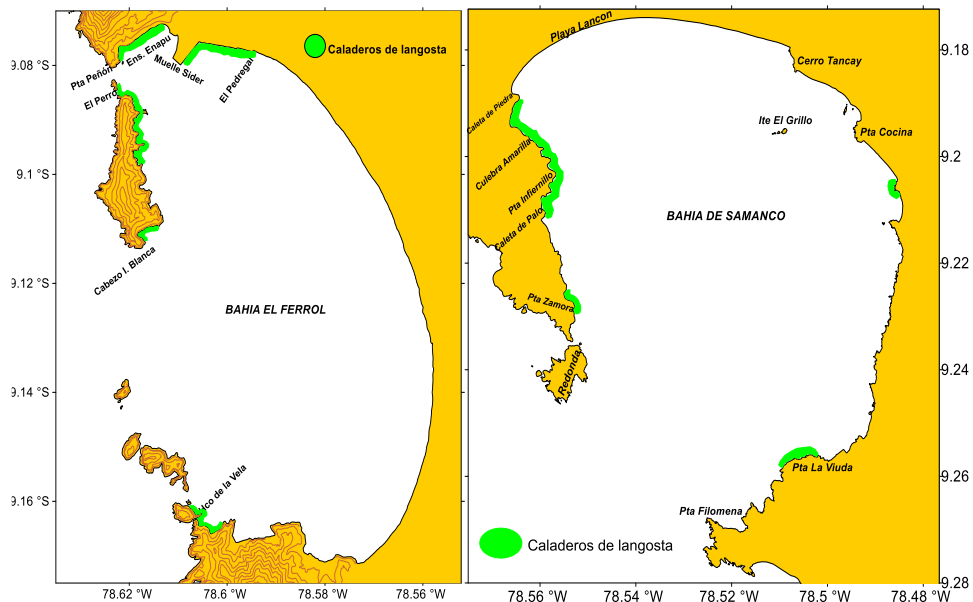 Caladeros de langosta
Ens. Enapu
Muelle Sider
El Pedregal
Pta Peñón
El Perro
Cabezo I. Blanca
BAHIA EL FERROL
de la Vela
9.08 °S
9.1 °S
9.12 °S
9.14 °S
9.16 °S
78.62 °W
78.6 °W
78.58 °W
78.56 °W
Playa Lancon
Cerro Tancay
Caleta de Piedra
Ite El Grillo
Pta Cocina
Culebra Amarilla
Pta Infiernillo
Caleta de Palo
BAHIA DE SAMANCO
Pta Zamora
Redonda
Pta La Viuda
Pta Filomena
Caladeros de langosta
9.18 °S
9.2 °S
9.22 °S
9.24 °S
9.26 °S
9.28 °S
78.56 °W
78.54 °W
78.52 °W
78.5 °W
78.48 °W